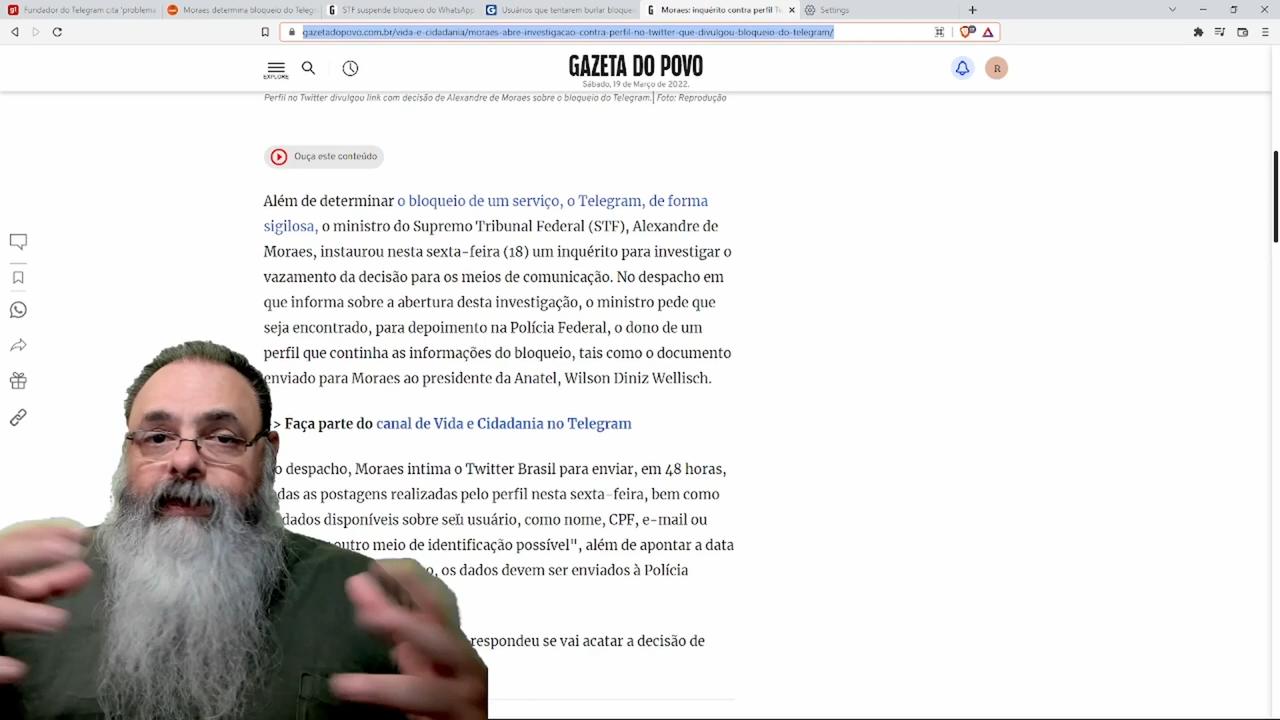 Fundador do Telegram cita 'problema
Moraes determina bloqueio do Teleg
STF suspende bloqueio do WhatsApp
Usuários que tentarem burlar bloque
Moraes: inquérito contra perfil T
Settings
gazetadopovo.com.br/vida-e-cidadania/moraes-abre-investigacao-contra-perfil-no-twitter-que-divulgou-bloqueio-do-telegram/
EXPLORE
GAZETA DO POVO
R
Sábado, 19 de Março de 2022.
Perfil no Twitter divulgou link com decisão de Alexandre de Moraes sobre o bloqueio do Telegram.| Foto: Reprodução
Ouça este conteúdo
Além de determinar o bloqueio de um serviço, o Telegram, de forma
sigilosa, o ministro do Supremo Tribunal Federal (STF), Alexandre de
Moraes, instaurou nesta sexta-feira (18) um inquérito para investigar o
vazamento da decisão para os meios de comunicação. No despacho em
que informa sobre a abertura desta investigação, o ministro pede que
seja encontrado, para depoimento na Polícia Federal, o dono de um
perfil que continha as informações do bloqueio, tais como o documento
enviado para Moraes ao presidente da Anatel, Wilson Diniz Wellisch.
> Faça parte do canal de Vida e Cidadania no Telegram
o despacho, Moraes intima o Twitter Brasil para enviar, em 48 horas,
das as postagens realizadas pelo perfil nesta sexta-feira, bem como
dados disponíveis sobre seu usuário, como nome, CPF, e-mail ou
outro meio de identificação possível", além de apontar a data
o, os dados devem ser enviados à Polícia
respondeu se vai acatar a decisão de